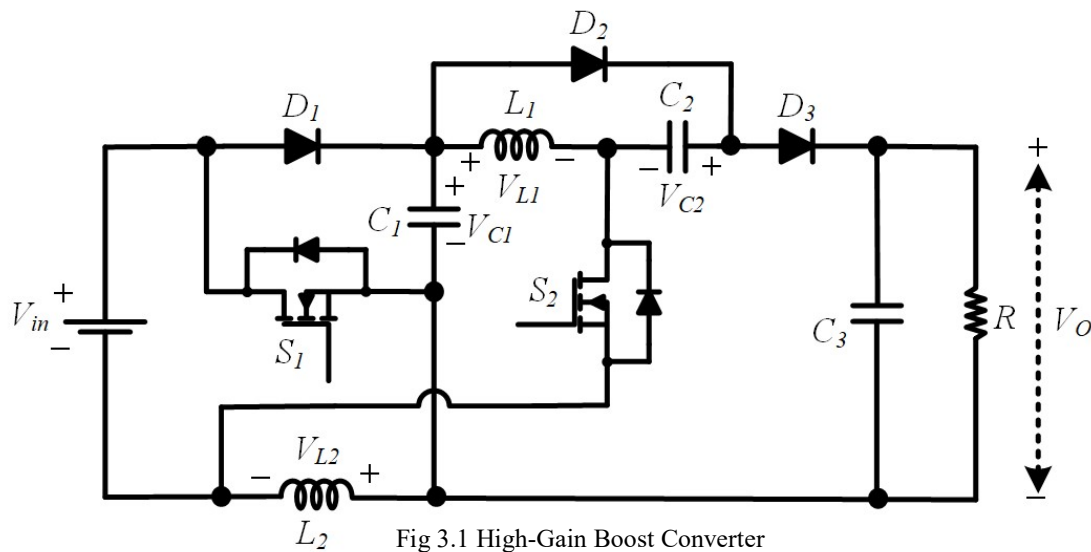 D2
D1
L1
C2
D3
+
-
-
+
+
VL1
VC2
+
C1
VC1
-
+
Vin
-
S1
S2
C3
R
VO
-
VL2
-
+
L2
Fig 3.1 High-Gain Boost Converter